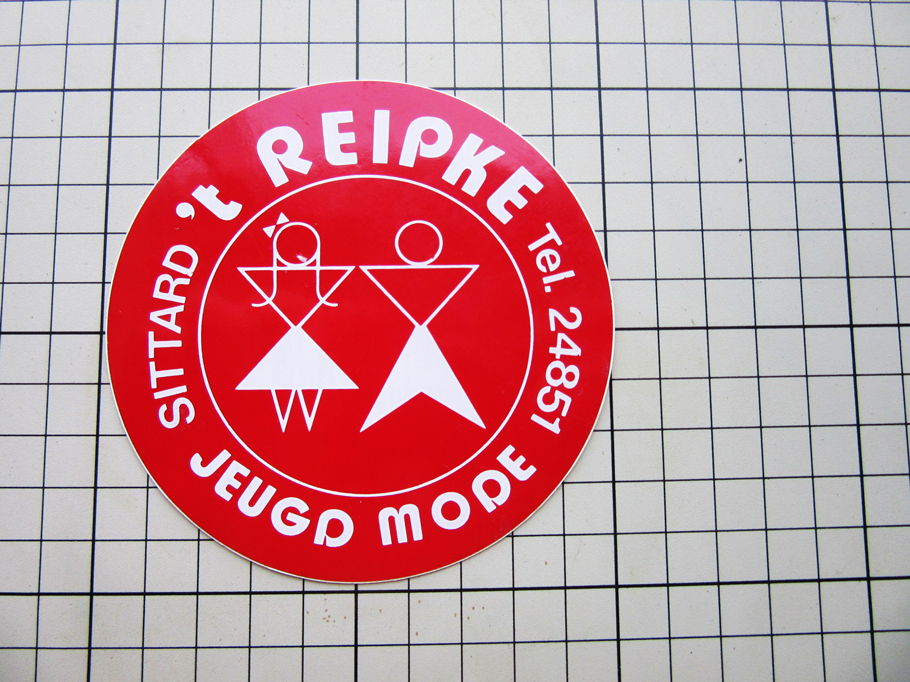 't REIPKE
Tel. 24851
JEUGD MODE
SITTARD